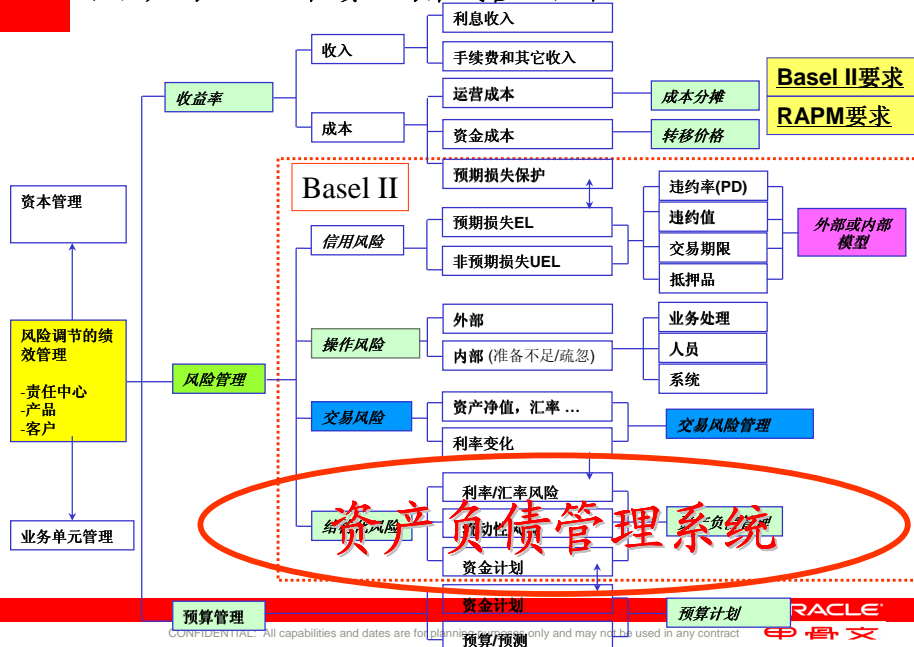 利息收入
收入
手续费和其它收入
Basel II要求
收益率
运营成本
成本分摊
RAPM要求
成本
资金成本
转移价格
预期损失保护
Basel II
资本管理
违约率(PD)
信用风险
预期损失EL
违约值
外部或内部
模型
非预期损失UEL
交易期限
抵押品
风险调节的绩
效管理
-责任中心
-产品
-客户
操作风险
外部
业务处理
内部 (准备不足/疏忽)
人员
系统
风险管理
交易风险
资产净值，汇率 ...
交易风险管理
利率变化
利率/汇率风险
资产负债管理系统
资金计划
业务单元管理
预算管理
资金计划
预算计划
预算/预测
CONFIDENTIAL: All capabilities and dates are for planning purposes only and may not be used in any contract
RACLE
甲骨文